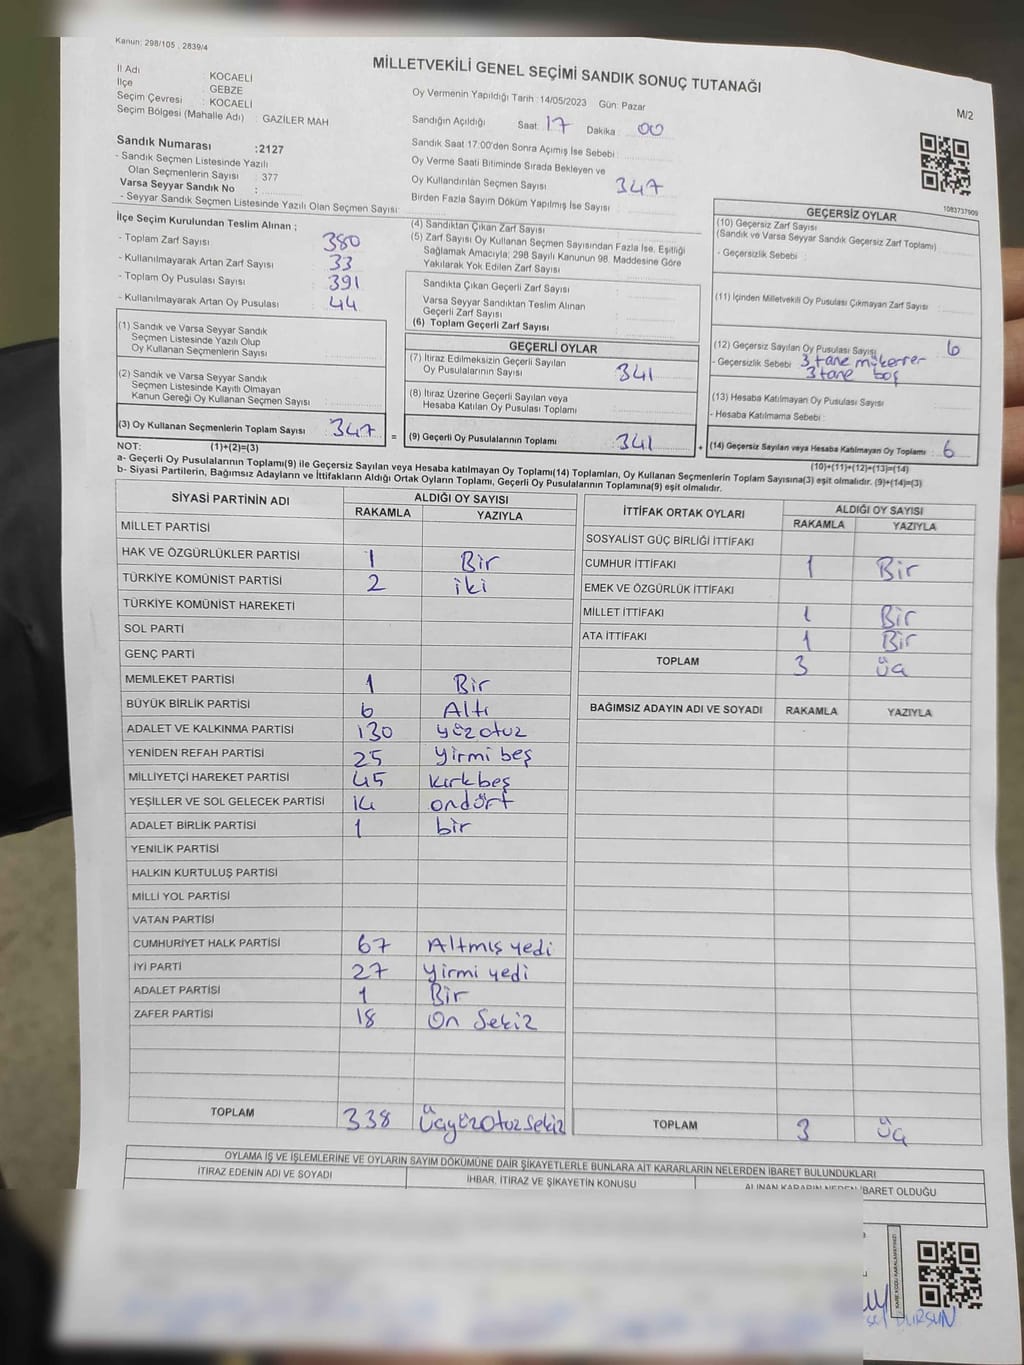 Kanun: 298/105 , 2839/4
MİLLETVEKİLİ GENEL SEÇİMİ SANDIK SONUÇ TUTANAĞI
M/2
İl Adı : KOCAELİ
İlçe : GEBZE
Seçim Çevresi : KOCAELİ
Seçim Bölgesi (Mahalle Adı) : GAZİLER MAH
Sandık Numarası :2127
- Sandık Seçmen Listesinde Yazılı
Olan Seçmenlerin Sayısı : 377
Varsa Seyyar Sandık No :
- Seyyar Sandık Seçmen Listesinde Yazılı Olan Seçmen Sayısı:
Oy Vermenin Yapıldığı Tarih :14/05/2023 Gün: Pazar
Sandığın Açıldığı Saat: 17 Dakika : 00
Sandık Saat 17:00'den Sonra Açımış İse Sebebi :
Oy Verme Saati Bitiminde Sırada Bekleyen ve
Oy Kullandırılan Seçmen Sayısı : 347
Birden Fazla Sayım Döküm Yapılmış İse Sayısı :
1083737909
İlçe Seçim Kurulundan Teslim Alınan ;
- Toplam Zarf Sayısı : 380
- Kullanılmayarak Artan Zarf Sayısı : 33
- Toplam Oy Pusulası Sayısı : 391
- Kullanılmayarak Artan Oy Pusulası : 44
(1) Sandık ve Varsa Seyyar Sandık
Seçmen Listesinde Yazılı Olup
Oy Kullanan Seçmenlerin Sayısı :
(2) Sandık ve Varsa Seyyar Sandık
Seçmen Listesinde Kayıtlı Olmayan
Kanun Gereği Oy Kullanan Seçmen Sayısı :
(3) Oy Kullanan Seçmenlerin Toplam Sayısı : 347 =
(1)+(2)=(3)
(4) Sandıktan Çıkan Zarf Sayısı :
(5) Zarf Sayısı Oy Kullanan Seçmen Sayısından Fazla İse, Eşitliği
Sağlamak Amacıyla; 298 Sayılı Kanunun 98. Maddesine Göre
Yakılarak Yok Edilen Zarf Sayısı :
Sandıkta Çıkan Geçerli Zarf Sayısı :
Varsa Seyyar Sandıktan Teslim Alınan
Geçerli Zarf Sayısı :
(6) Toplam Geçerli Zarf Sayısı :
GEÇERLİ OYLAR
(7) İtiraz Edilmeksizin Geçerli Sayılan
Oy Pusulalarının Sayısı : 341
(8) İtiraz Üzerine Geçerli Sayılan veya
Hesaba Katılan Oy Pusulası Toplamı :
(9) Geçerli Oy Pusulalarının Toplamı : 341 +
GEÇERSİZ OYLAR
(10) Geçersiz Zarf Sayısı
(Sandık ve Varsa Seyyar Sandık Geçersiz Zarf Toplamı) :
- Geçersizlik Sebebi :
(11) İçinden Milletvekili Oy Pusulası Çıkmayan Zarf Sayısı :
(12) Geçersiz Sayılan Oy Pusulası Sayısı : 6
- Geçersizlik Sebebi : 3 tane mükerrer
3 tane boş
(13) Hesaba Katılmayan Oy Pusulası Sayısı :
- Hesaba Katılmama Sebebi :
(14) Geçersiz Sayılan veya Hesaba Katılmayan Oy Toplamı : 6
(10)+(11)+(12)+(13)=(14)
NOT:
a- Geçerli Oy Pusulalarının Toplamı(9) ile Geçersiz Sayılan veya Hesaba katılmayan Oy Toplamı(14) Toplamları, Oy Kullanan Seçmenlerin Toplam Sayısına(3) eşit olmalıdır. (9)+(14)=(3)
b- Siyasi Partilerin, Bağımsız Adayların ve İttifakların Aldığı Ortak Oyların Toplamı, Geçerli Oy Pusulalarının Toplamına(9) eşit olmalıdır.
SİYASİ PARTİNİN ADI ALDIĞI OY SAYISI
RAKAMLA YAZIYLA
MİLLET PARTİSİ
HAK VE ÖZGÜRLÜKLER PARTİSİ 1 Bir
TÜRKİYE KOMÜNİST PARTİSİ 2 iki
TÜRKİYE KOMÜNİST HAREKETİ
SOL PARTİ
GENÇ PARTİ
MEMLEKET PARTİSİ 1 Bir
BÜYÜK BİRLİK PARTİSİ 6 Altı
ADALET VE KALKINMA PARTİSİ 130 yüzotuz
YENİDEN REFAH PARTİSİ 25 yirmi beş
MİLLİYETÇİ HAREKET PARTİSİ 45 kırkbeş
YEŞİLLER VE SOL GELECEK PARTİSİ 14 ondört
ADALET BİRLİK PARTİSİ 1 bir
YENİLİK PARTİSİ
HALKIN KURTULUŞ PARTİSİ
MİLLİ YOL PARTİSİ
VATAN PARTİSİ
CUMHURİYET HALK PARTİSİ 67 Altmış yedi
İYİ PARTİ 27 yirmi yedi
ADALET PARTİSİ 1 Bir
ZAFER PARTİSİ 18 On Sekiz
TOPLAM 338 üçyüzotuzsekiz
İTTİFAK ORTAK OYLARI ALDIĞI OY SAYISI
RAKAMLA YAZIYLA
SOSYALİST GÜÇ BİRLİĞİ İTTİFAKI
CUMHUR İTTİFAKI 1 Bir
EMEK VE ÖZGÜRLÜK İTTİFAKI
MİLLET İTTİFAKI 1 Bir
ATA İTTİFAKI 1 Bir
TOPLAM 3 üç
BAĞIMSIZ ADAYIN ADI VE SOYADI RAKAMLA YAZIYLA
TOPLAM 3 üç
OYLAMA İŞ VE İŞLEMLERİNE VE OYLARIN SAYIM DÖKÜMÜNE DAİR ŞİKAYETLERLE BUNLARA AİT KARARLARIN NELERDEN İBARET BULUNDUKLARI
İTİRAZ EDENİN ADI VE SOYADI İHBAR, İTİRAZ VE ŞİKAYETİN KONUSU ALINAN KARARIN NEDEN İBARET OLDUĞU
DURSUN